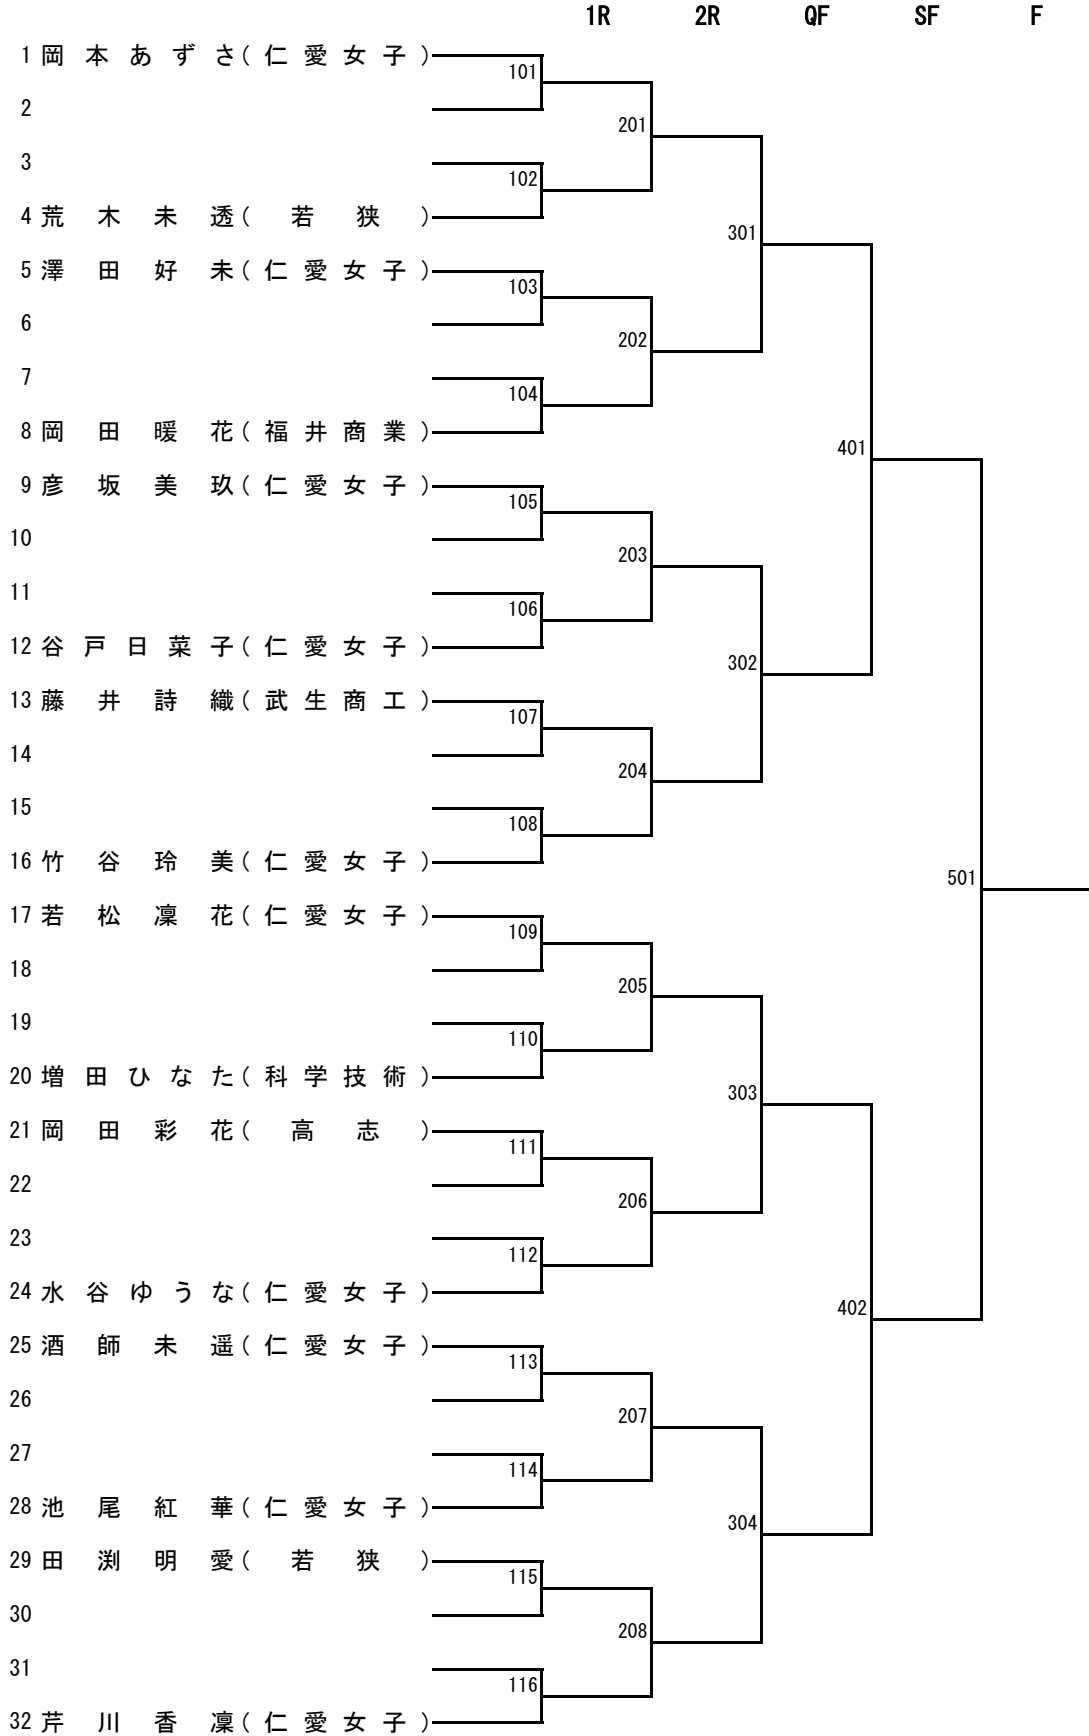 1R 2R QF SF F
1 岡本あずさ(仁愛女子)
101
2
201
3
102
4 荒木未透(若狭)
301
5 澤田好未(仁愛女子)
103
6
202
7
104
8 岡田暖花(福井商業)
401
9 彦坂美玖(仁愛女子)
105
10
203
11
106
12 谷戸日菜子(仁愛女子)
302
13 藤井詩織(武生商工)
107
14
204
15
108
16 竹谷玲美(仁愛女子)
501
17 若松凜花(仁愛女子)
109
18
205
19
110
20 増田ひなた(科学技術)
303
21 岡田彩花(高志)
111
22
206
23
112
24 水谷ゆうな(仁愛女子)
402
25 酒師未遥(仁愛女子)
113
26
207
27
114
28 池尾紅華(仁愛女子)
304
29 田渕明愛(若狭)
115
30
208
31
116
32 芹川香凜(仁愛女子)